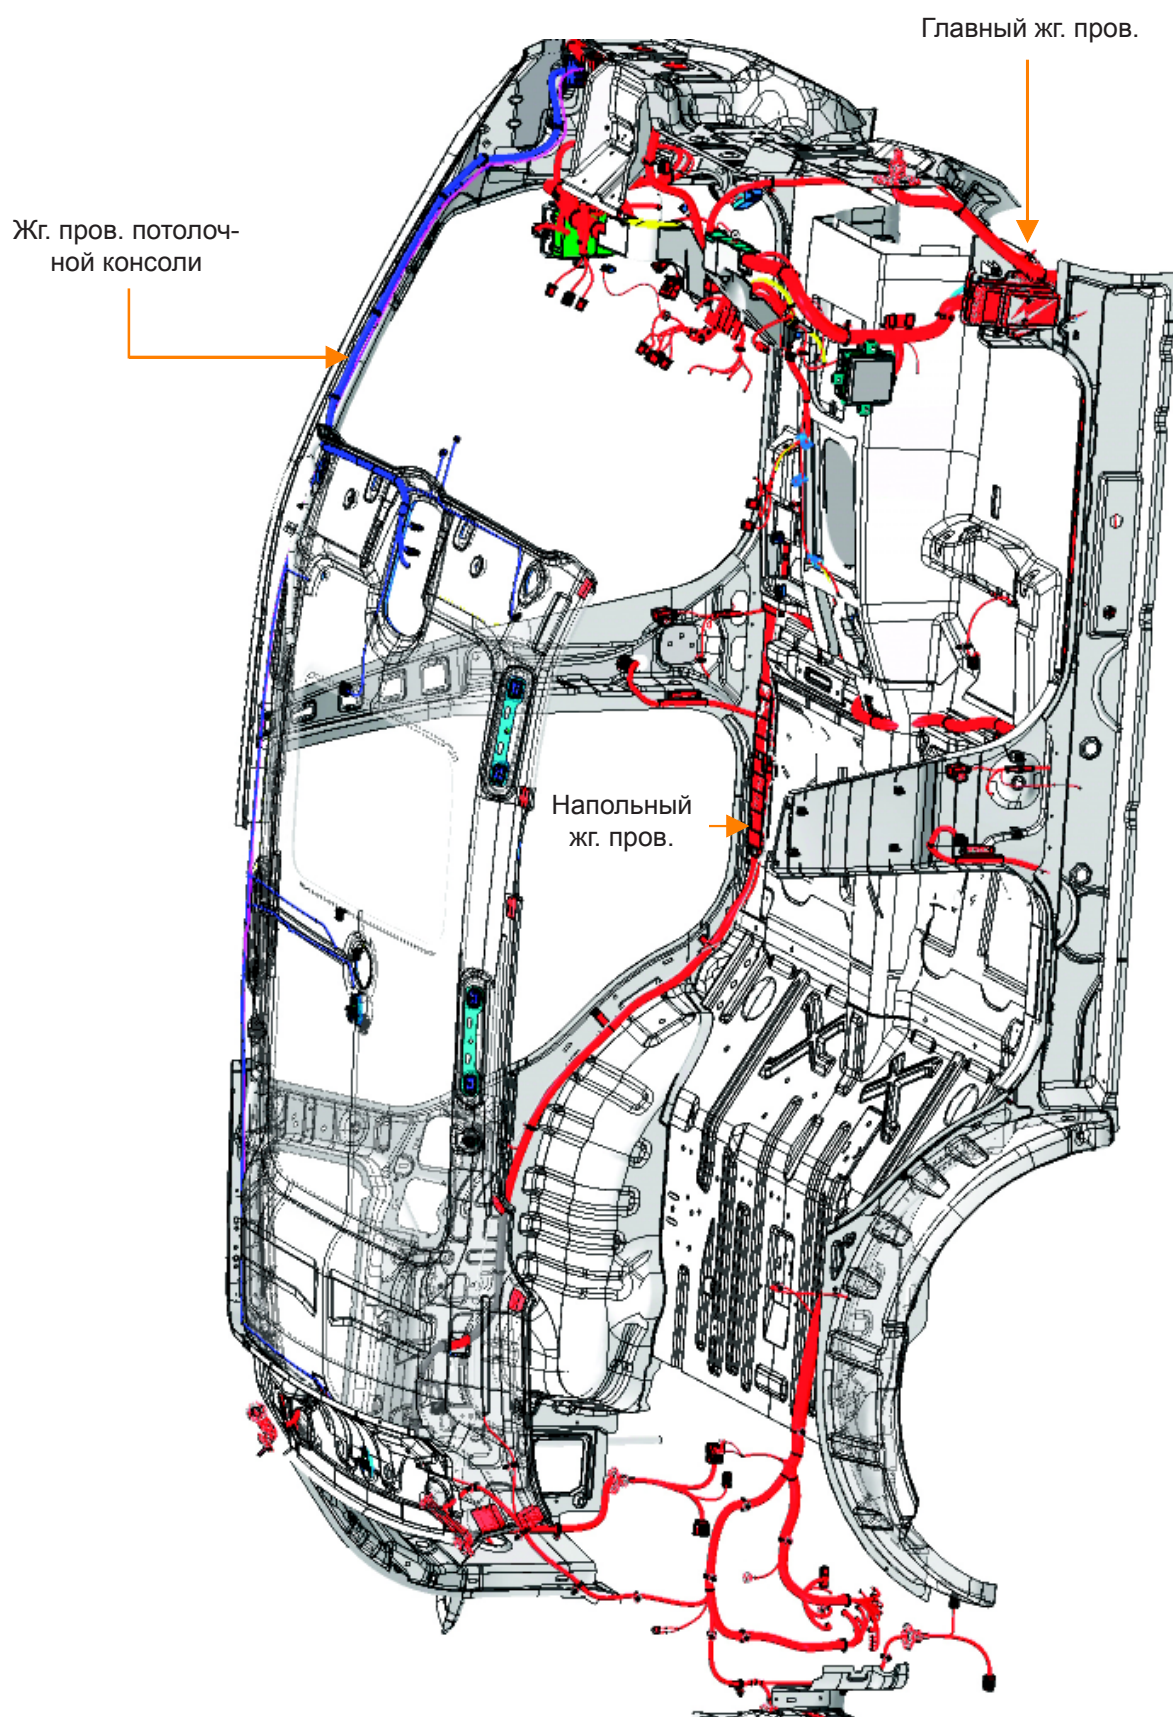 Главный жг. пров.
Жг. пров. потолоч-
ной консоли
Напольный
жг. пров.